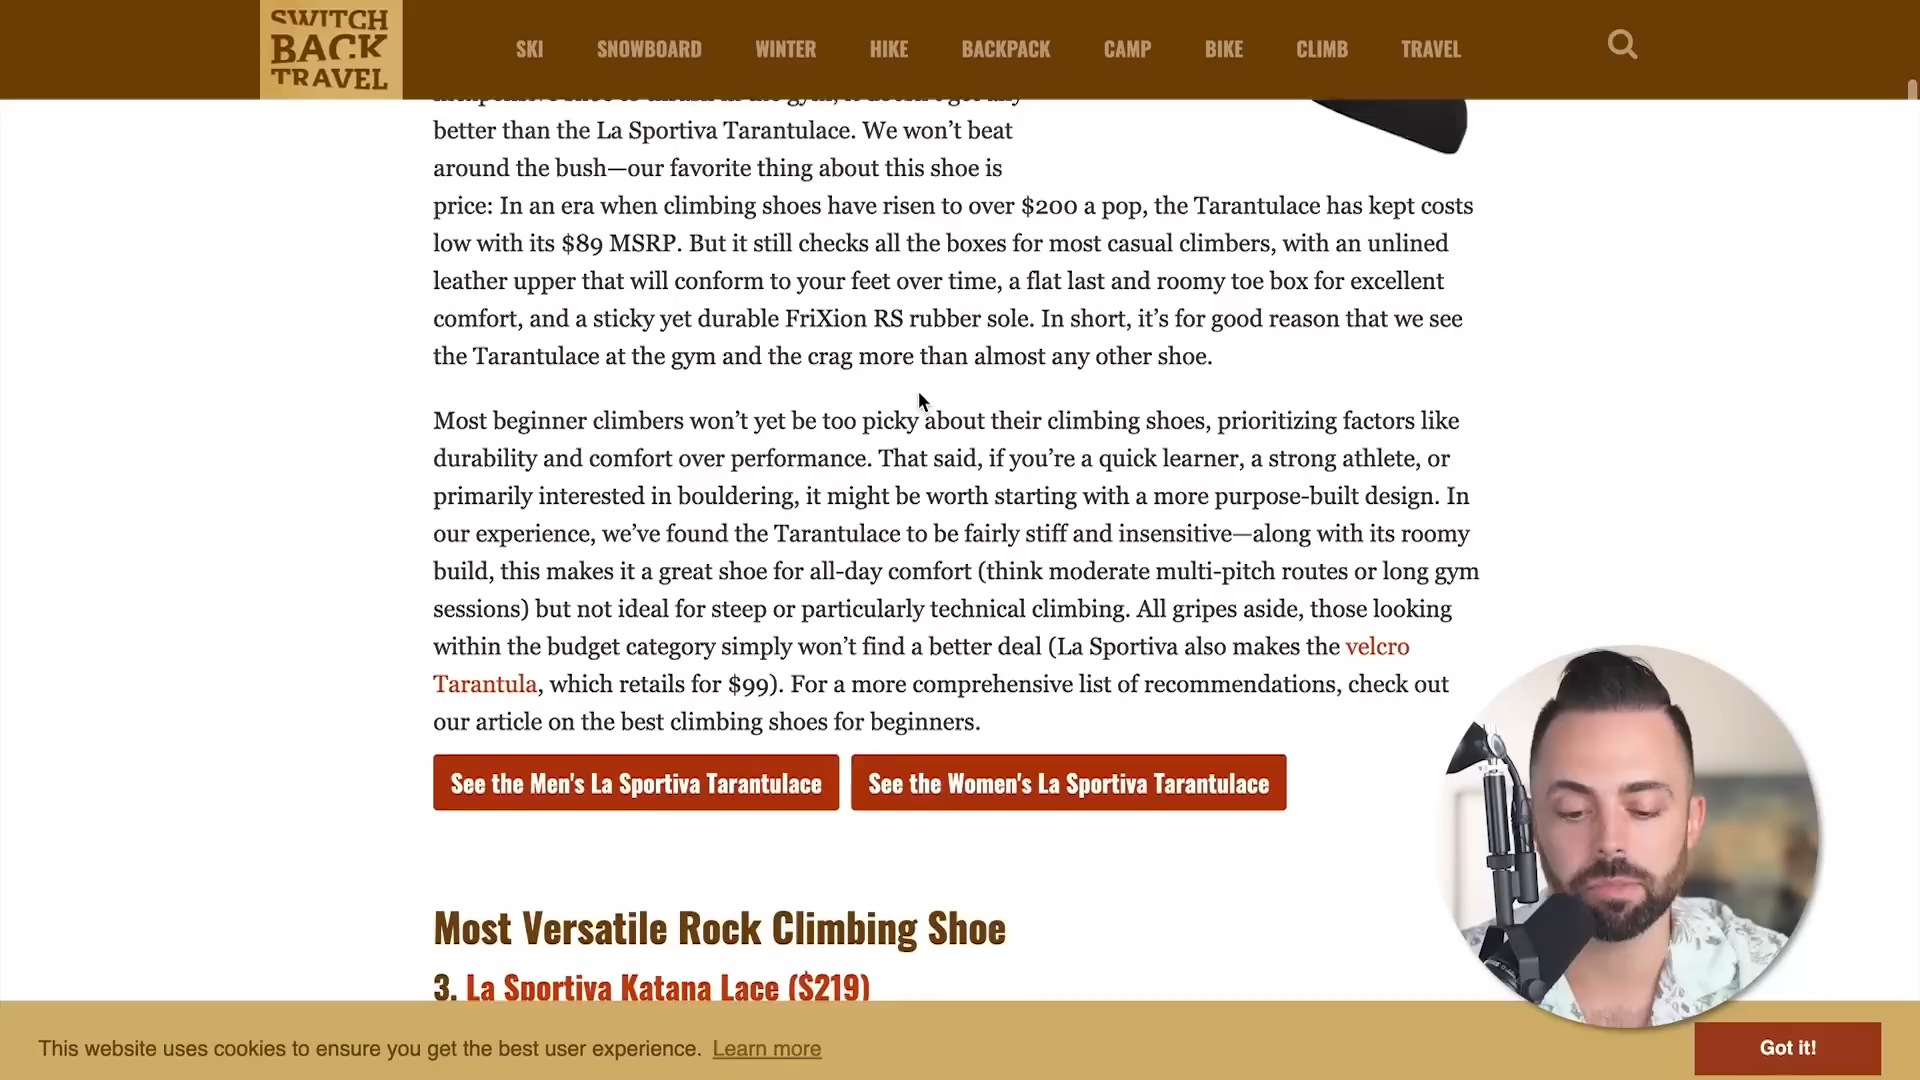 SWITCH
BACK
TRAVEL
SKI
SNOWBOARD
WINTER
HIKE
BACKPACK
CAMP
BIKE
CLIMB
TRAVEL
better than the La Sportiva Tarantulace. We won’t beat
around the bush—our favorite thing about this shoe is
price: In an era when climbing shoes have risen to over $200 a pop, the Tarantulace has kept costs
low with its $89 MSRP. But it still checks all the boxes for most casual climbers, with an unlined
leather upper that will conform to your feet over time, a flat last and roomy toe box for excellent
comfort, and a sticky yet durable FriXion RS rubber sole. In short, it’s for good reason that we see
the Tarantulace at the gym and the crag more than almost any other shoe.
Most beginner climbers won’t yet be too picky about their climbing shoes, prioritizing factors like
durability and comfort over performance. That said, if you’re a quick learner, a strong athlete, or
primarily interested in bouldering, it might be worth starting with a more purpose-built design. In
our experience, we’ve found the Tarantulace to be fairly stiff and insensitive—along with its roomy
build, this makes it a great shoe for all-day comfort (think moderate multi-pitch routes or long gym
sessions) but not ideal for steep or particularly technical climbing. All gripes aside, those looking
within the budget category simply won’t find a better deal (La Sportiva also makes the velcro
Tarantula, which retails for $99). For a more comprehensive list of recommendations, check out
our article on the best climbing shoes for beginners.
See the Men's La Sportiva Tarantulace
See the Women's La Sportiva Tarantulace
Most Versatile Rock Climbing Shoe
3. La Sportiva Katana Lace ($219)
This website uses cookies to ensure you get the best user experience. Learn more
Got it!